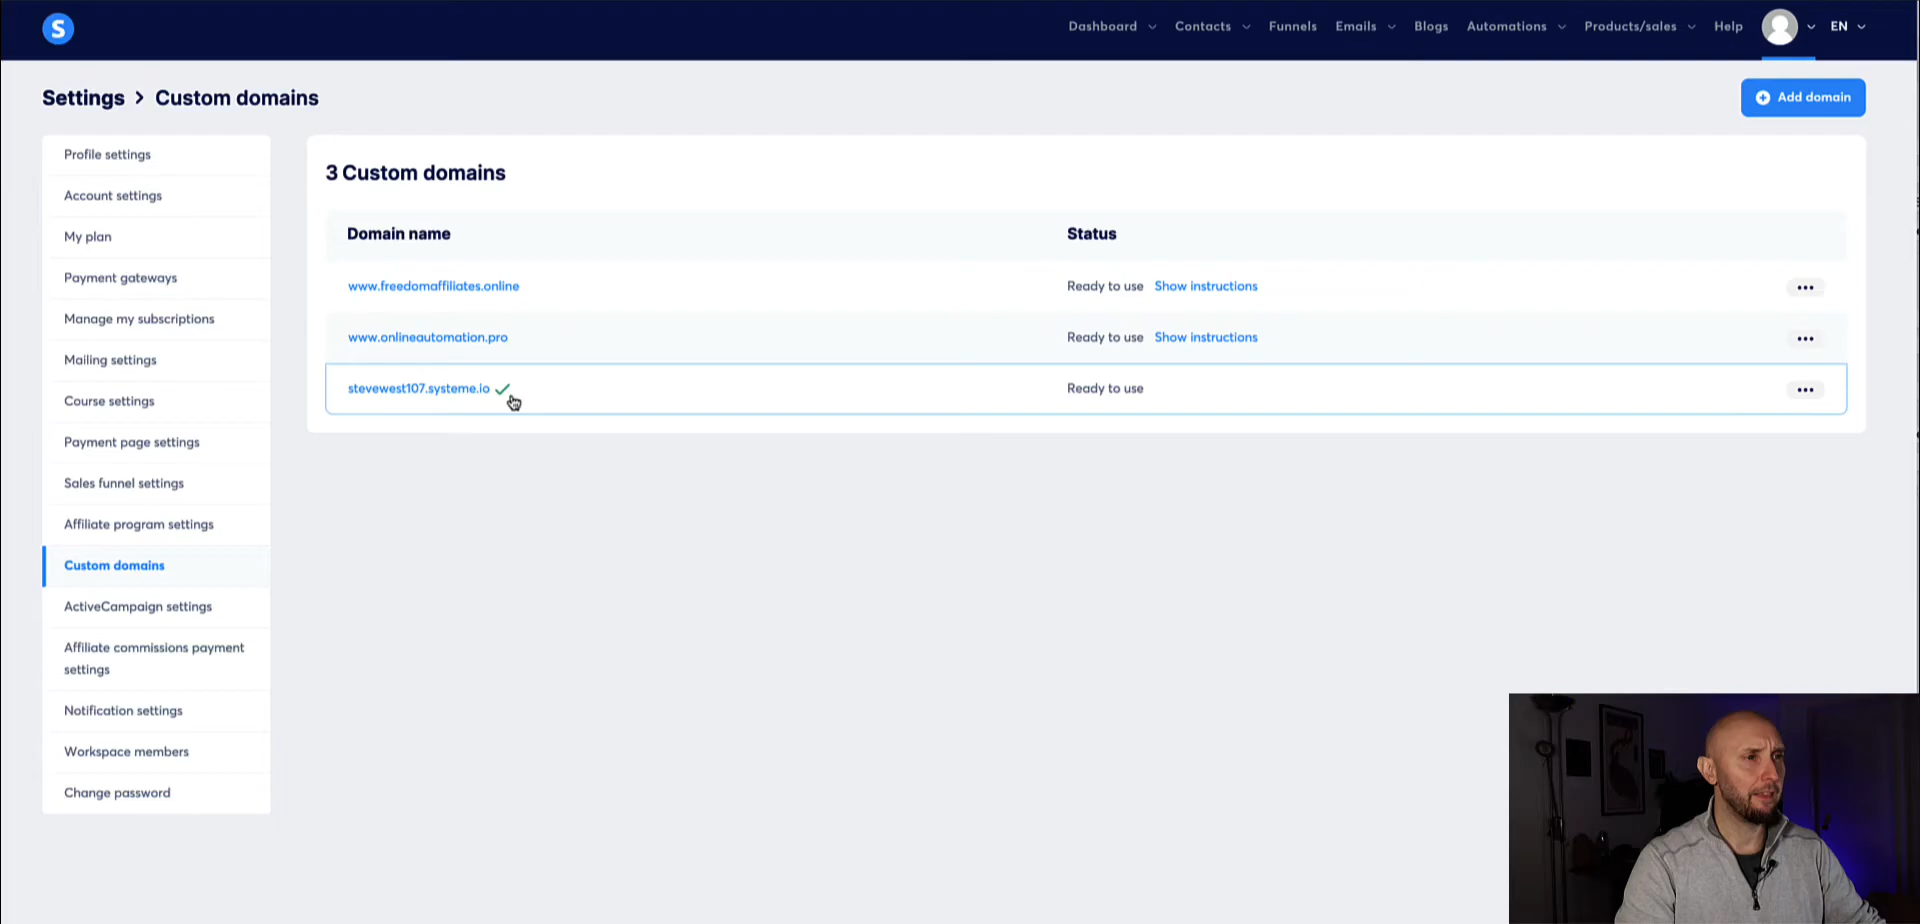 S
Dashboard Contacts Funnels Emails Blogs Automations Products/sales Help EN
Settings > Custom domains
Add domain
Profile settings
Account settings
My plan
Payment gateways
Manage my subscriptions
Mailing settings
Course settings
Payment page settings
Sales funnel settings
Affiliate program settings
Custom domains
ActiveCampaign settings
Affiliate commissions payment
settings
Notification settings
Workspace members
Change password
3 Custom domains
Domain name Status
www.freedomaffiliates.online Ready to use Show instructions
www.onlineautomation.pro Ready to use Show instructions
stevewest107.systeme.io Ready to use